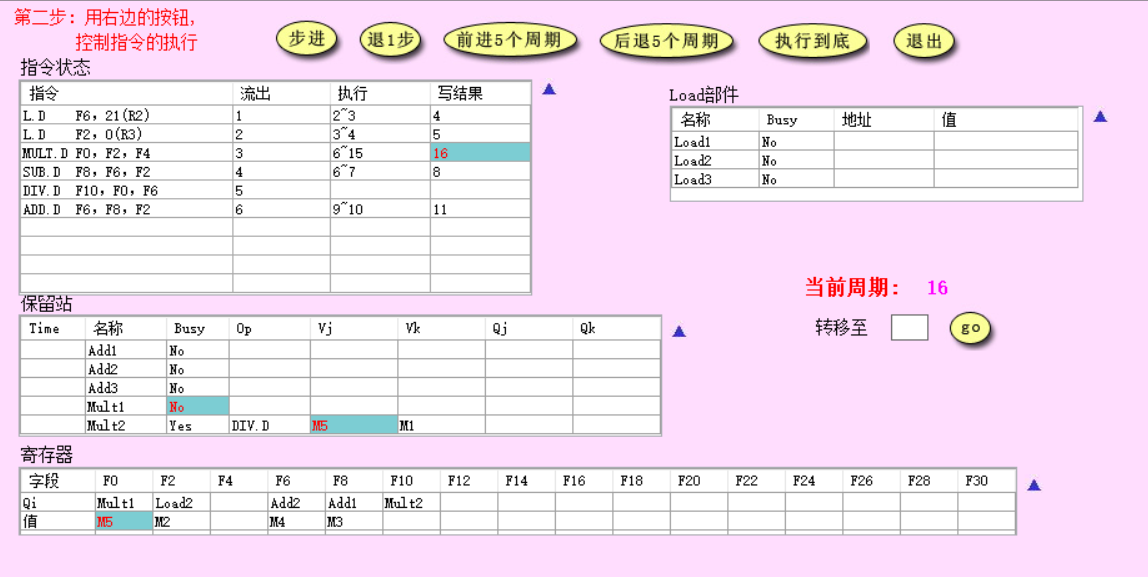 第二步：用右边的按钮，
控制指令的执行
步进 退1步 前进5个周期 后退5个周期 执行到底 退出
指令状态
指令 流出 执行 写结果
L.D F6, 21(R2) 1 2~3 4
L.D F2, 0(R3) 2 3~4 5
MULT.D F0, F2, F4 3 6~15 16
SUB.D F8, F6, F2 4 6~7 8
DIV.D F10, F0, F6 5
ADD.D F6, F8, F2 6 9~10 11
Load部件
名称 Busy 地址 值
Load1 No
Load2 No
Load3 No
当前周期： 16
转移至 go
保留站
Time 名称 Busy Op Vj Vk Qj Qk
Add1 No
Add2 No
Add3 No
Mult1 No
Mult2 Yes DIV.D M5 M1
寄存器
字段 F0 F2 F4 F6 F8 F10 F12 F14 F16 F18 F20 F22 F24 F26 F28 F30
Qi Mult1 Load2 Add2 Add1 Mult2
值 M5 M2 M4 M3